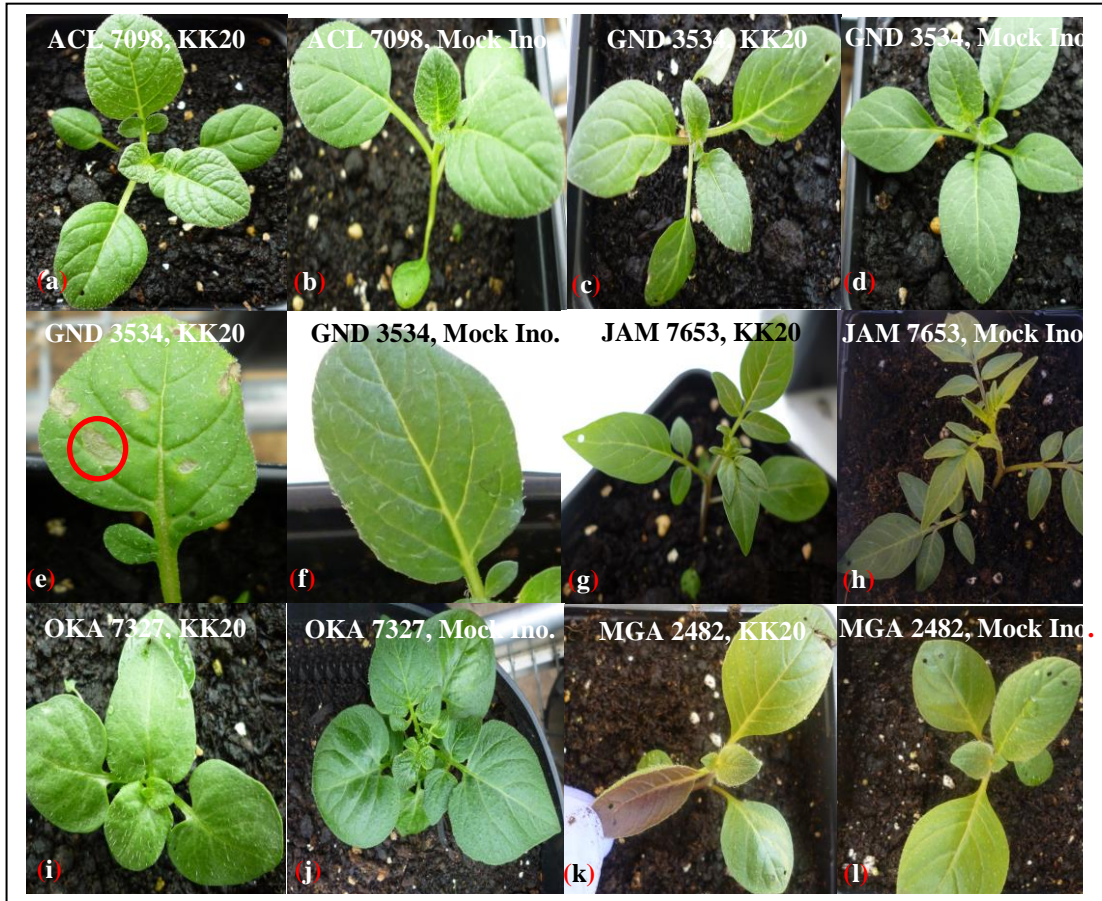 ACL 7098, KK20
ACL 7098, Mock Ino.
GND 3534, KK20
GND 3534, Mock Ino.
(a)
(b)
(c)
(d)
GND 3534, KK20
GND 3534, Mock Ino.
JAM 7653, KK20
JAM 7653, Mock Ino
(e)
(f)
(g)
(h)
OKA 7327, KK20
OKA 7327, Mock Ino.
MGA 2482, KK20
MGA 2482, Mock Ino.
(i)
(j)
(k)
(l)